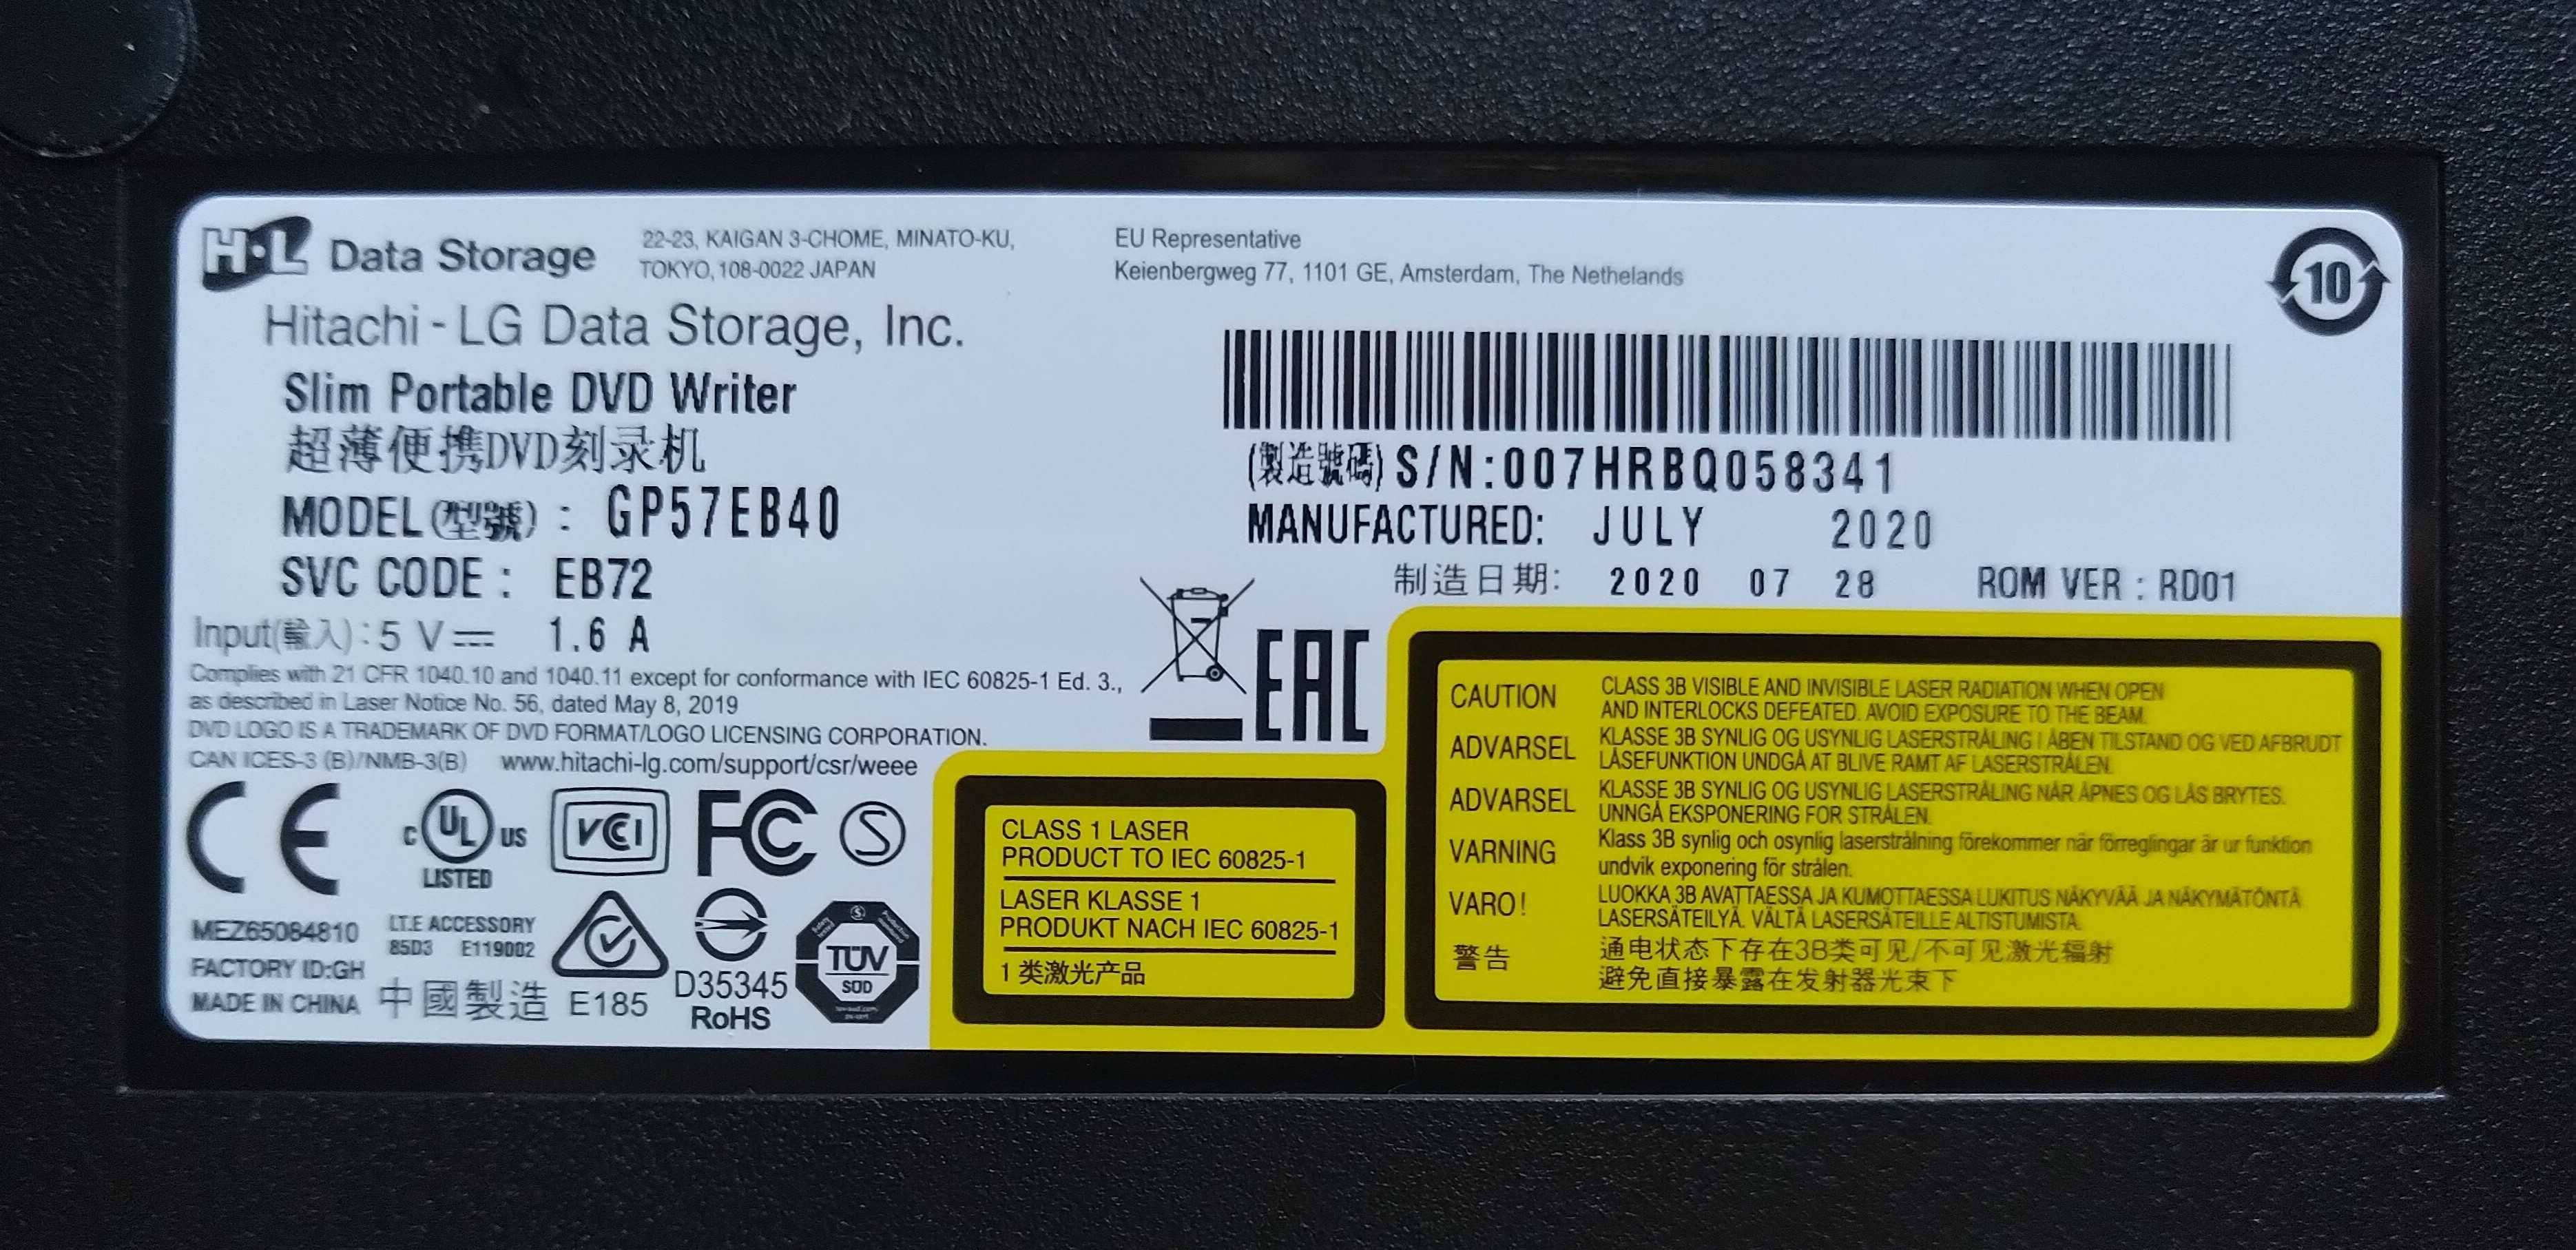 H·L Data Storage
22-23, KAIGAN 3-CHOME, MINATO-KU,
TOKYO, 108-0022 JAPAN
EU Representative
Keienbergweg 77, 1101 GE, Amsterdam, The Nethelands
10
Hitachi - LG Data Storage, Inc.
Slim Portable DVD Writer
超薄便携DVD刻录机
MODEL(型號) : GP57EB40
SVC CODE : EB72
Input(輸入) : 5 V 1.6 A
Complies with 21 CFR 1040.10 and 1040.11 except for conformance with IEC 60825-1 Ed. 3.,
as described in Laser Notice No. 56, dated May 8, 2019
DVD LOGO IS A TRADEMARK OF DVD FORMAT/LOGO LICENSING CORPORATION.
CAN ICES-3 (B)/NMB-3(B) www.hitachi-lg.com/support/csr/weee
(製造號碼) S/N:007HRBQ058341
MANUFACTURED: JULY 2020
制造日期: 2020 07 28 ROM VER : RD01
EAC
CE
C UL US
LISTED
VCI
FC
S
MEZ65084810
FACTORY ID:GH
MADE IN CHINA
I.T.E ACCESSORY
85D3 E119002
中國製造
E185
D35345
RoHS
TÜV
SÜD
CLASS 1 LASER
PRODUCT TO IEC 60825-1
LASER KLASSE 1
PRODUKT NACH IEC 60825-1
1 类激光产品
CAUTION CLASS 3B VISIBLE AND INVISIBLE LASER RADIATION WHEN OPEN
AND INTERLOCKS DEFEATED. AVOID EXPOSURE TO THE BEAM.
ADVARSEL KLASSE 3B SYNLIG OG USYNLIG LASERSTRÅLING I ÅBEN TILSTAND OG VED AFBRUDT
LÅSEFUNKTION UNDGÅ AT BLIVE RAMT AF LASERSTRÅLEN.
ADVARSEL KLASSE 3B SYNLIG OG USYNLIG LASERSTRÅLING NÅR ÅPNES OG LÅS BRYTES.
UNNGÅ EKSPONERING FOR STRÅLEN.
VARNING Klass 3B synlig och osynlig laserstrålning förekommer när förreglingar är ur funktion
undvik exponering för strålen.
VARO! LUOKKA 3B AVATTAESSA JA KUMOTTAESSA LUKITUS NÄKYVÄÄ JA NÄKYMÄTÖNTÄ
LASERSÄTEILYÄ. VÄLTÄ LASERSÄTEILLE ALTISTUMISTA.
警告 通电状态下存在3B类可见/不可见激光辐射
避免直接暴露在发射器光束下